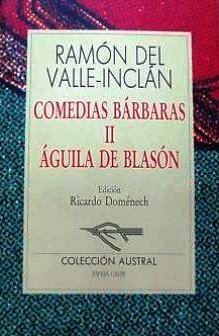 RAMÓN DEL
VALLE-INCLÁN
COMEDIAS BÁRBARAS
II
ÁGUILA DE BLASÓN
Edición
Ricardo Doménech
COLECCIÓN AUSTRAL
ESPASA CALPE